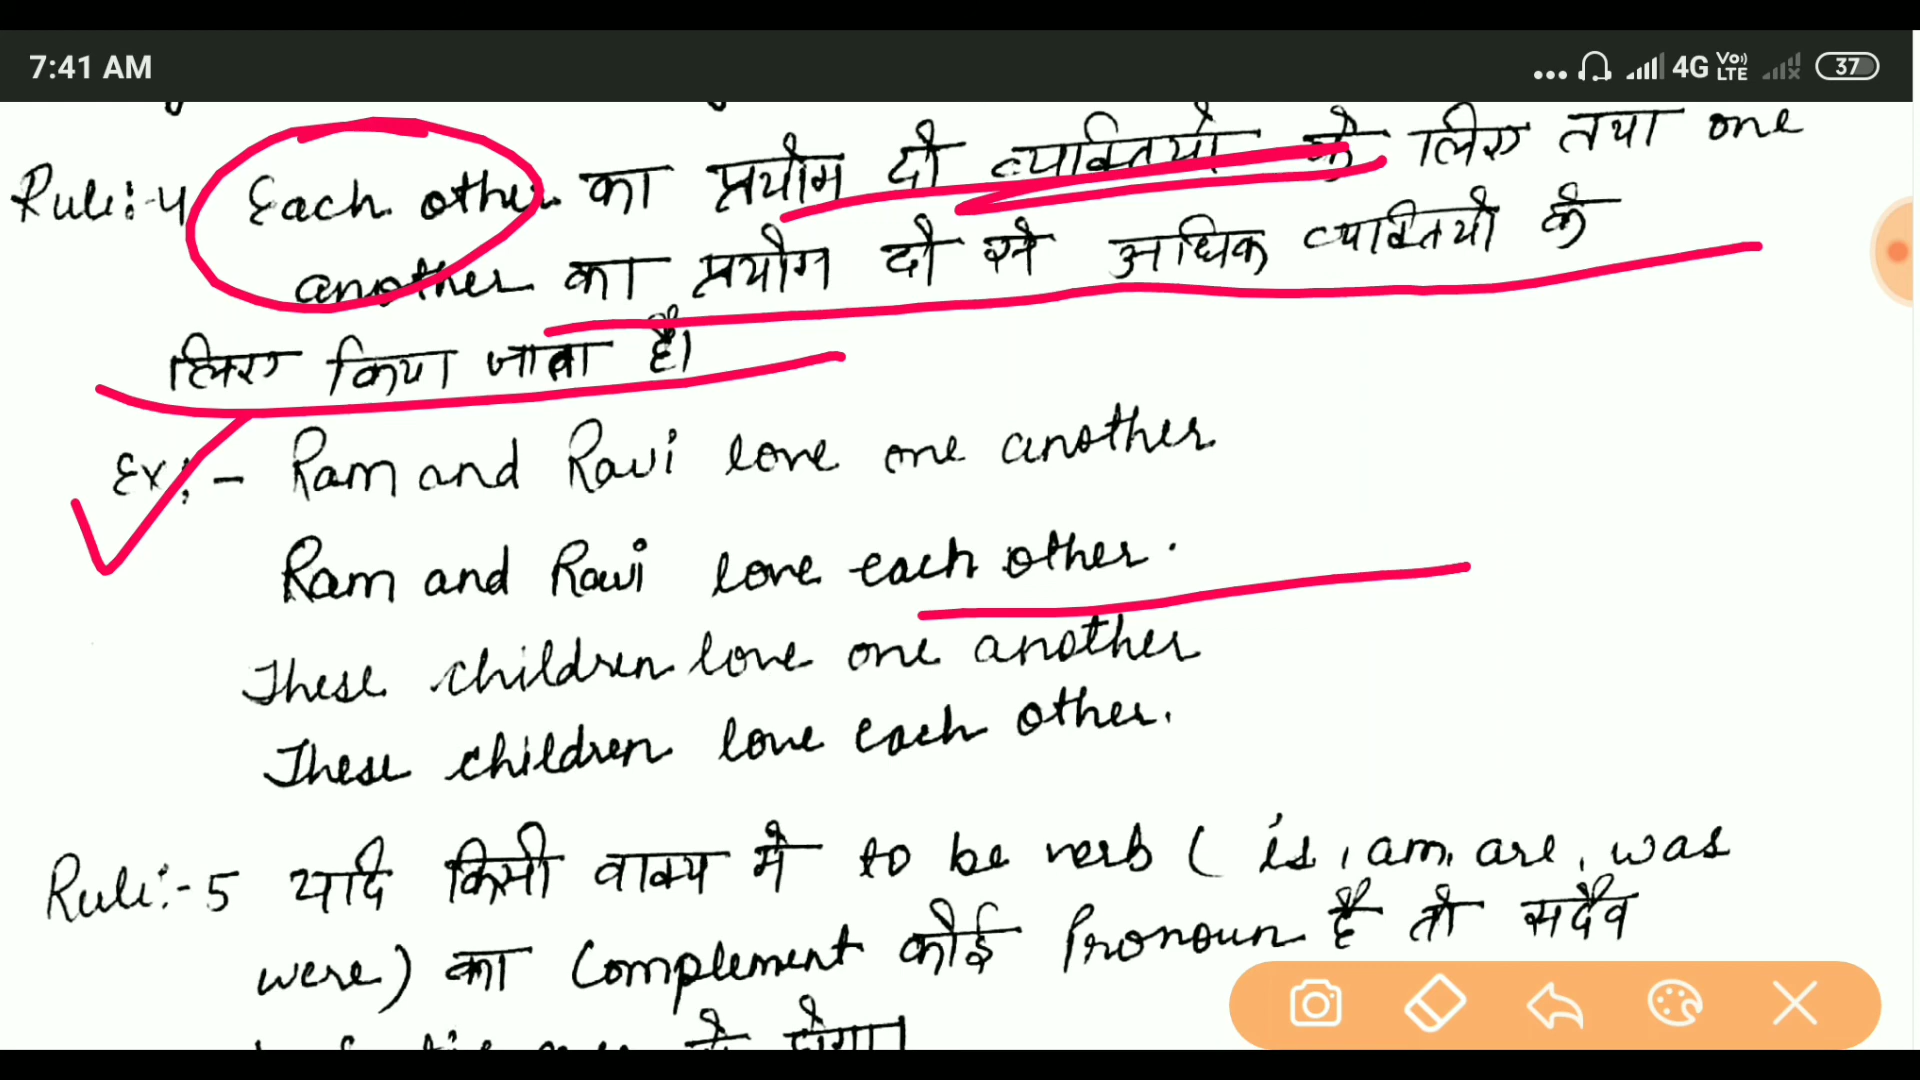 7:41 AM
4G Vo)) LTE 37
Rule:-4 Each other का प्रयोग दो व्यक्तियो के लिए तथा one
another का प्रयोग दो से अधिक व्यक्तियो के
लिए किया जाता है।
Ex:- Ram and Ravi love one another
Ram and Ravi love each other.
These children love one another
These children love each other.
Rule:-5 यदि किसी वाक्य मे to be verb ( is, am, are, was
were) का Complement कोई Pronoun है तो सदैव